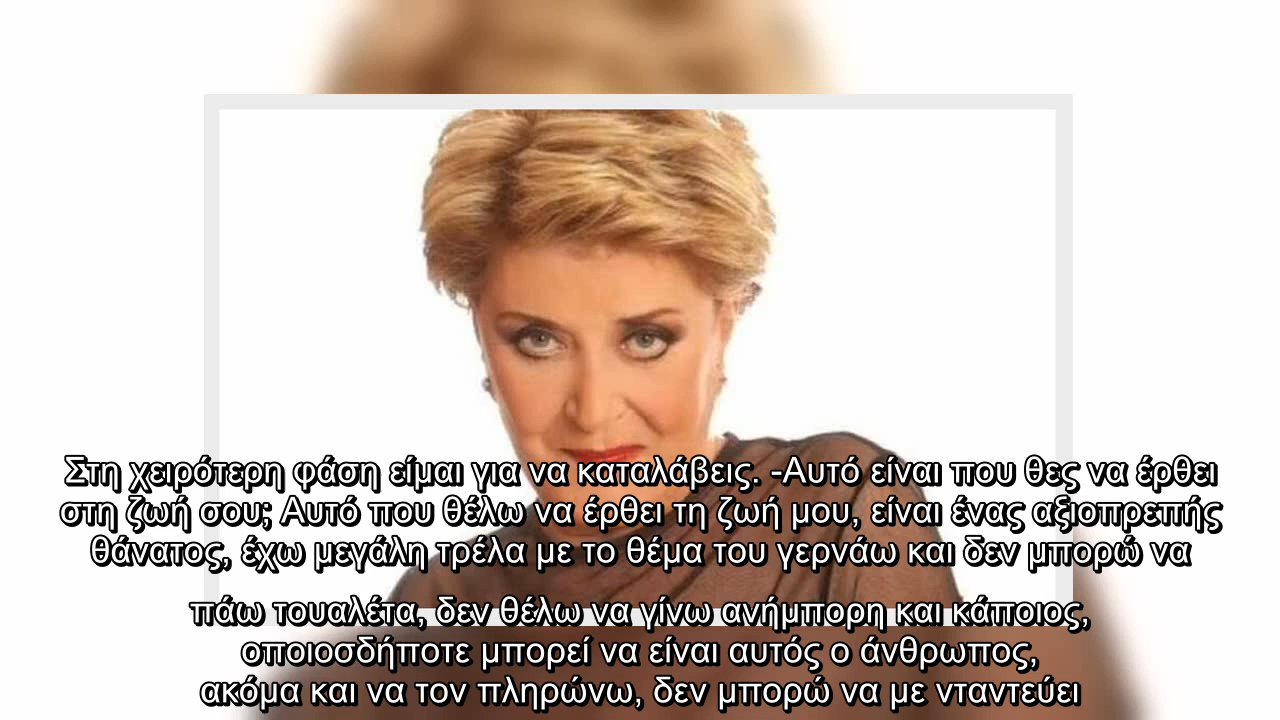 Στη χειρότερη φάση είμαι για να καταλάβεις. -Αυτό είναι που θες να έρθει
στη ζωή σου; Αυτό που θέλω να έρθει τη ζωή μου, είναι ένας αξιοπρεπής
θάνατος, έχω μεγάλη τρέλα με το θέμα του γερνάω και δεν μπορώ να
πάω τουαλέτα, δεν θέλω να γίνω ανήμπορη και κάποιος,
οποιοσδήποτε μπορεί να είναι αυτός ο άνθρωπος,
ακόμα και να τον πληρώνω, δεν μπορώ να με νταντεύει